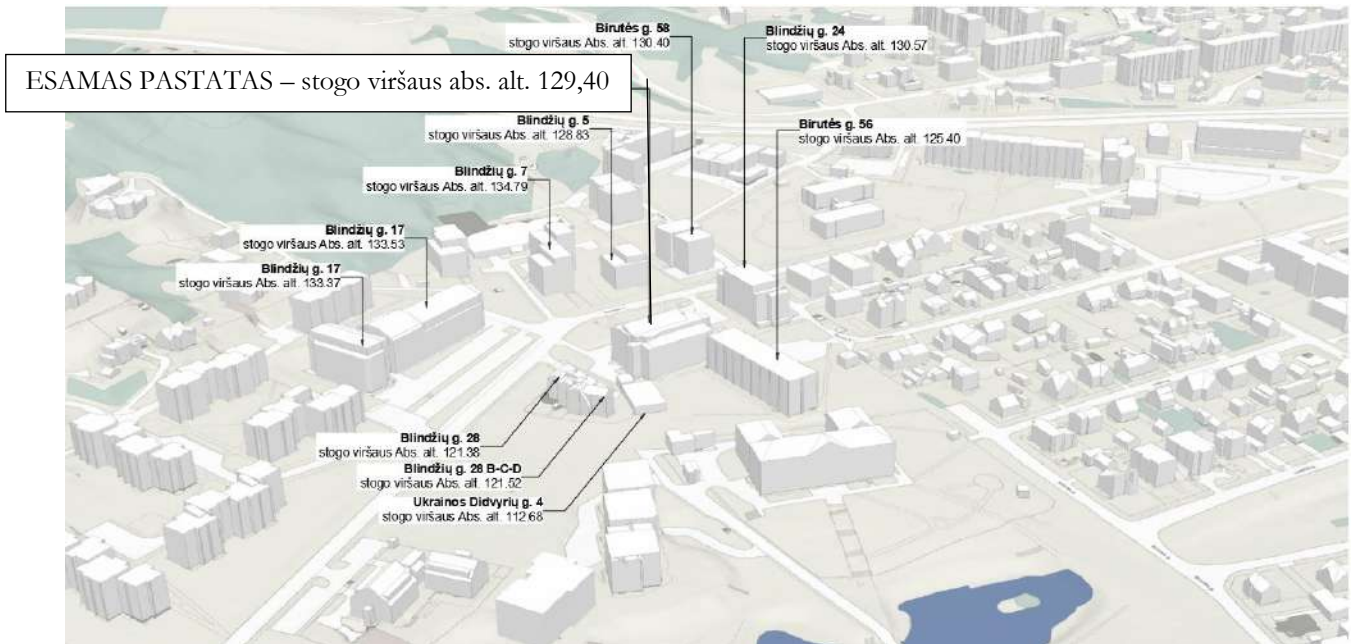 Birutės g. 58
stogo viršaus Abs. alt. 130.40
Blindžių g. 24
stogo viršaus Abs. alt. 130.57
ESAMAS PASTATAS – stogo viršaus abs. alt. 129,40
Blindžių g. 5
stogo viršaus Abs. alt. 128.83
Birutės g. 56
stogo viršaus Abs. alt. 125.40
Blindžių g. 7
stogo viršaus Abs. alt. 134.79
Blindžių g. 17
stogo viršaus Abs. alt. 133.53
Blindžių g. 17
stogo viršaus Abs. alt. 133.37
Blindžių g. 28
stogo viršaus Abs. alt. 121.38
Blindžių g. 28 B-C-D
stogo viršaus Abs. alt. 121.52
Ukrainos Didvyrių g. 4
stogo viršaus Abs. alt. 112.68